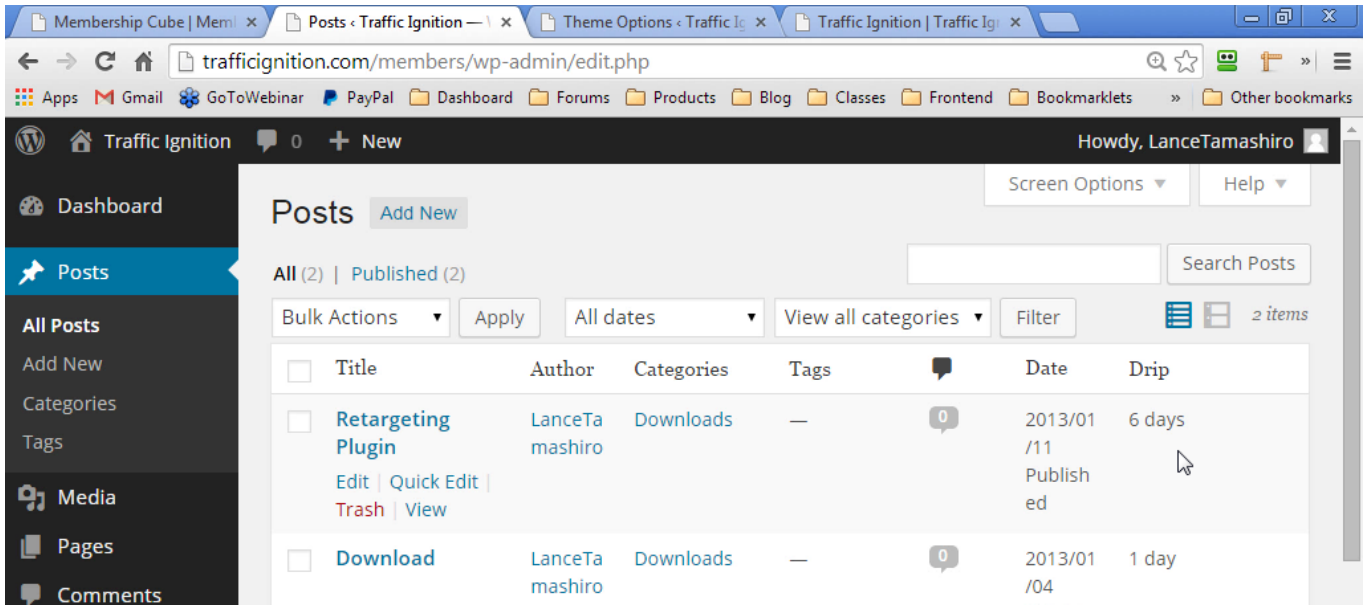 Membership Cube | Mem
Posts ‹ Traffic Ignition —
Theme Options ‹ Traffic Ig
Traffic Ignition | Traffic Ig
trafficignition.com/members/wp-admin/edit.php
Apps Gmail GoToWebinar PayPal Dashboard Forums Products Blog Classes Frontend Bookmarklets » Other bookmarks
Traffic Ignition 0 + New Howdy, LanceTamashiro
Screen Options ▼ Help ▼
Dashboard
Posts Add New
Posts
All (2) | Published (2)
Search Posts
Bulk Actions ▼ Apply All dates ▼ View all categories ▼ Filter 2 items
All Posts
Add New
Categories
Tags
Media
Pages
Comments
Title Author Categories Tags Date Drip
Retargeting LanceTa Downloads — 0 2013/01 6 days
Plugin mashiro /11
Edit | Quick Edit | Publish
Trash | View ed
Download LanceTa Downloads — 0 2013/01 1 day
mashiro /04